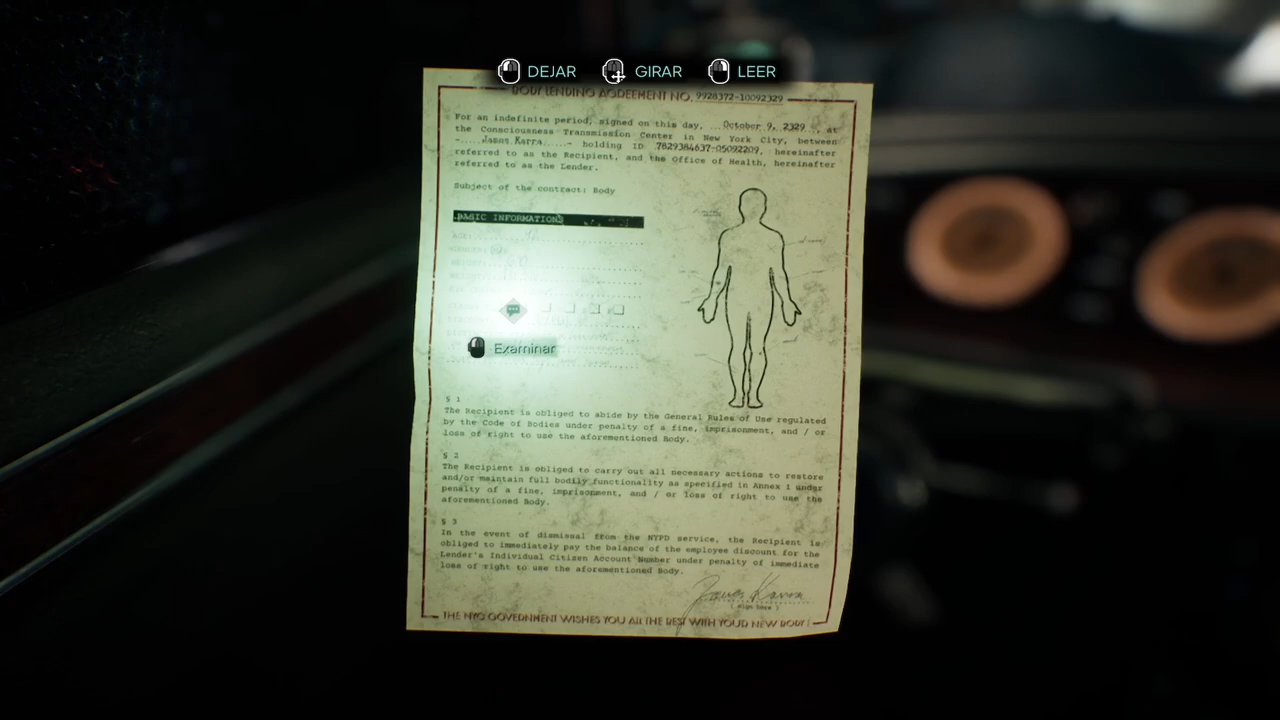 DEJAR GIRAR LEER
BODY LENDING AGREEMENT NO. 9928372-10092329
For an indefinite period, signed on this day, ...October 9, 2329..., at
the Consciousness Transmission Center in New York City, between
-.....James Karra.....- holding ID 7829384637-05092209, hereinafter
referred to as the Recipient, and the Office of Health, hereinafter
referred to as the Lender.
Subject of the contract: Body
BASIC INFORMATIONS
AGE:
Examinar
§ 1
The Recipient is obliged to abide by the General Rules of Use regulated
by the Code of Bodies under penalty of a fine, imprisonment, and / or
loss of right to use the aforementioned Body.
§ 2
The Recipient is obliged to carry out all necessary actions to restore
and/or maintain full bodily functionality as specified in Annex 1 under
penalty of a fine, imprisonment, and / or loss of right to use the
aforementioned Body.
§ 3
In the event of dismissal from the NYPD service, the Recipient is
obliged to immediately pay the balance of the employee discount for the
Lender's Individual Citizen Account Number under penalty of immediate
loss of right to use the aforementioned Body.
James Karra
( sign here )
THE NYC GOVERNMENT WISHES YOU ALL THE BEST WITH YOUR NEW BODY!